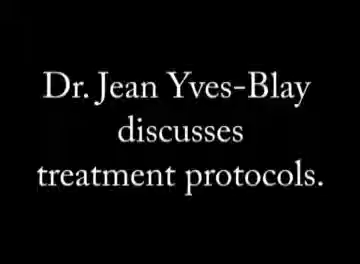 Dr. Jean Yves-Blay
discusses
treatment protocols.